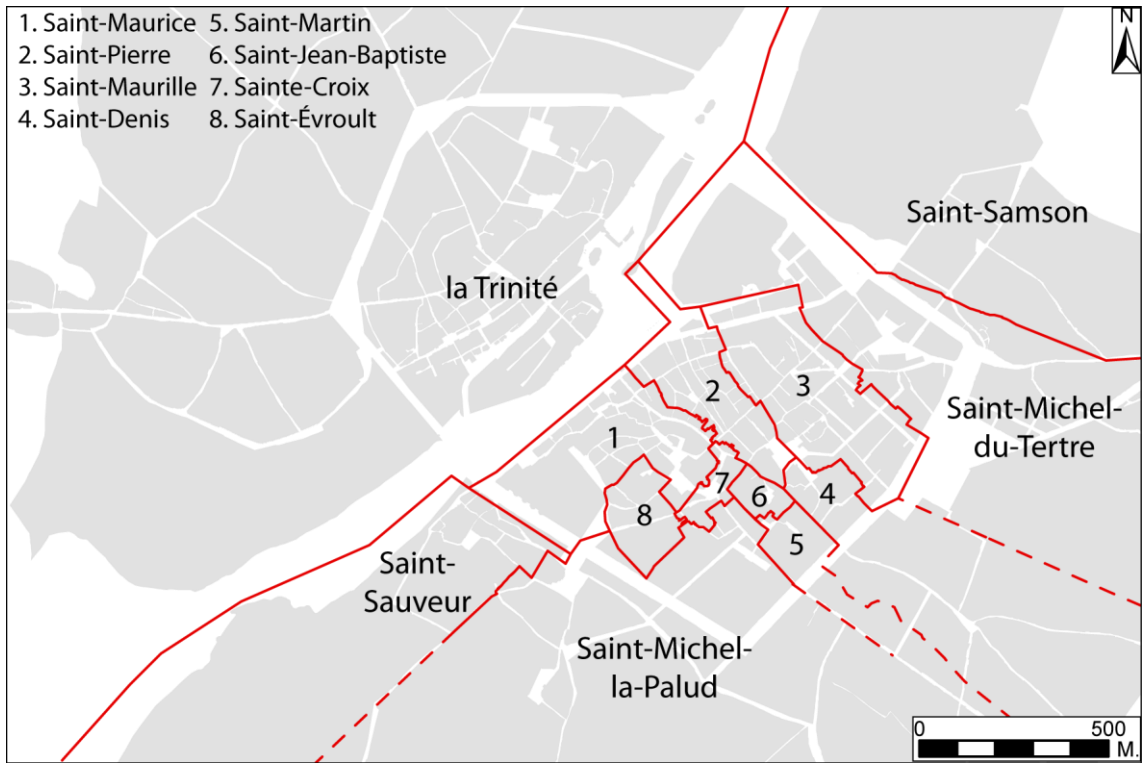 1. Saint-Maurice 5. Saint-Martin
2. Saint-Pierre 6. Saint-Jean-Baptiste
3. Saint-Maurille 7. Sainte-Croix
4. Saint-Denis 8. Saint-Évroult
N
Saint-Samson
la Trinité
2
3
Saint-Michel-
du-Tertre
1
7
6
4
8
5
Saint-
Sauveur
Saint-Michel-
la-Palud
0 500
M.